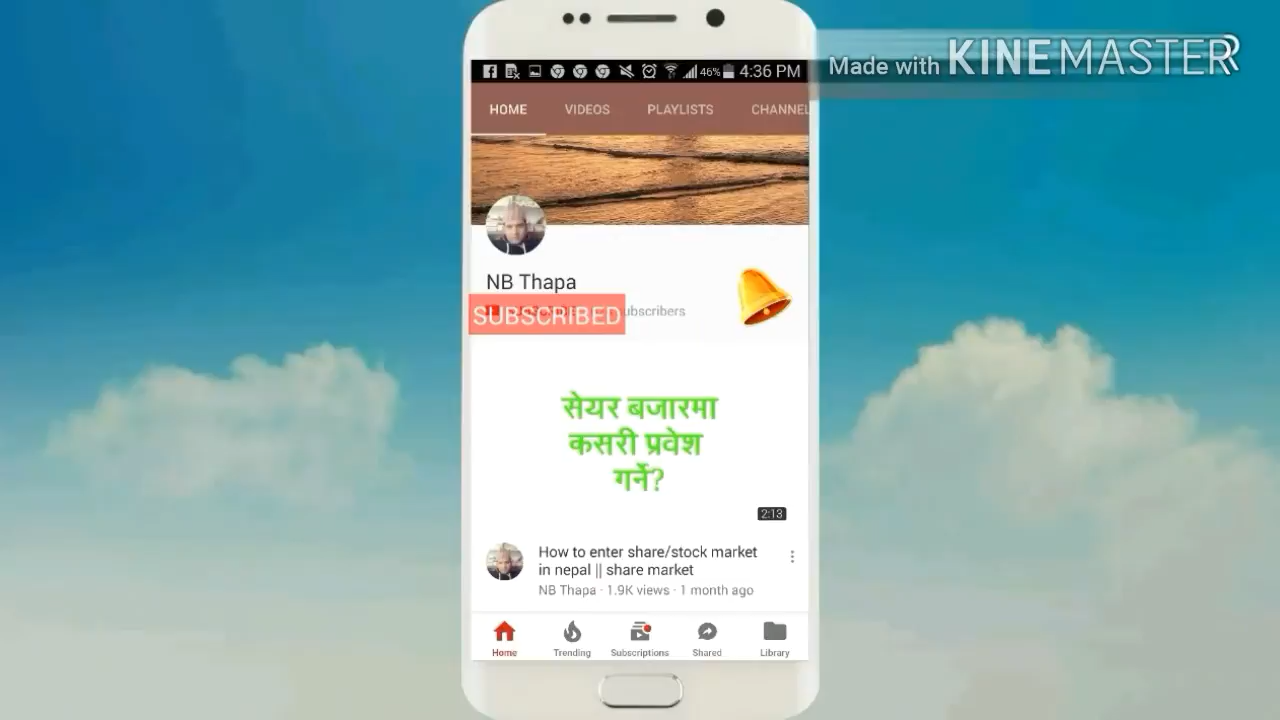 Made with KINEMASTER
46% 4:36 PM
HOME VIDEOS PLAYLISTS CHANNEL
NB Thapa
SUBSCRIBED
ubscribers
सेयर बजारमा
कसरी प्रवेश
गर्ने?
2:13
How to enter share/stock market
in nepal || share market
NB Thapa · 1.9K views · 1 month ago
Home Trending Subscriptions Shared Library